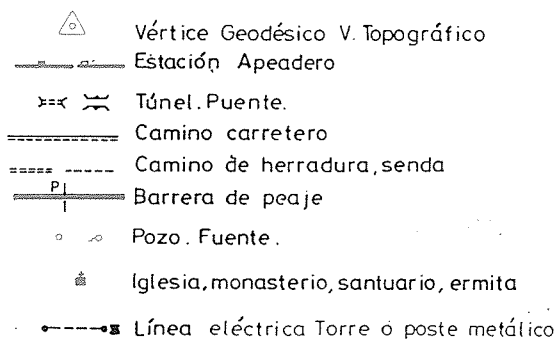 Vértice Geodésico V. Topográfico
Estación Apeadero
Túnel. Puente.
Camino carretero
Camino de herradura, senda
P
Barrera de peaje
Pozo. Fuente.
Iglesia, monasterio, santuario, ermita
Línea eléctrica Torre o poste metálico